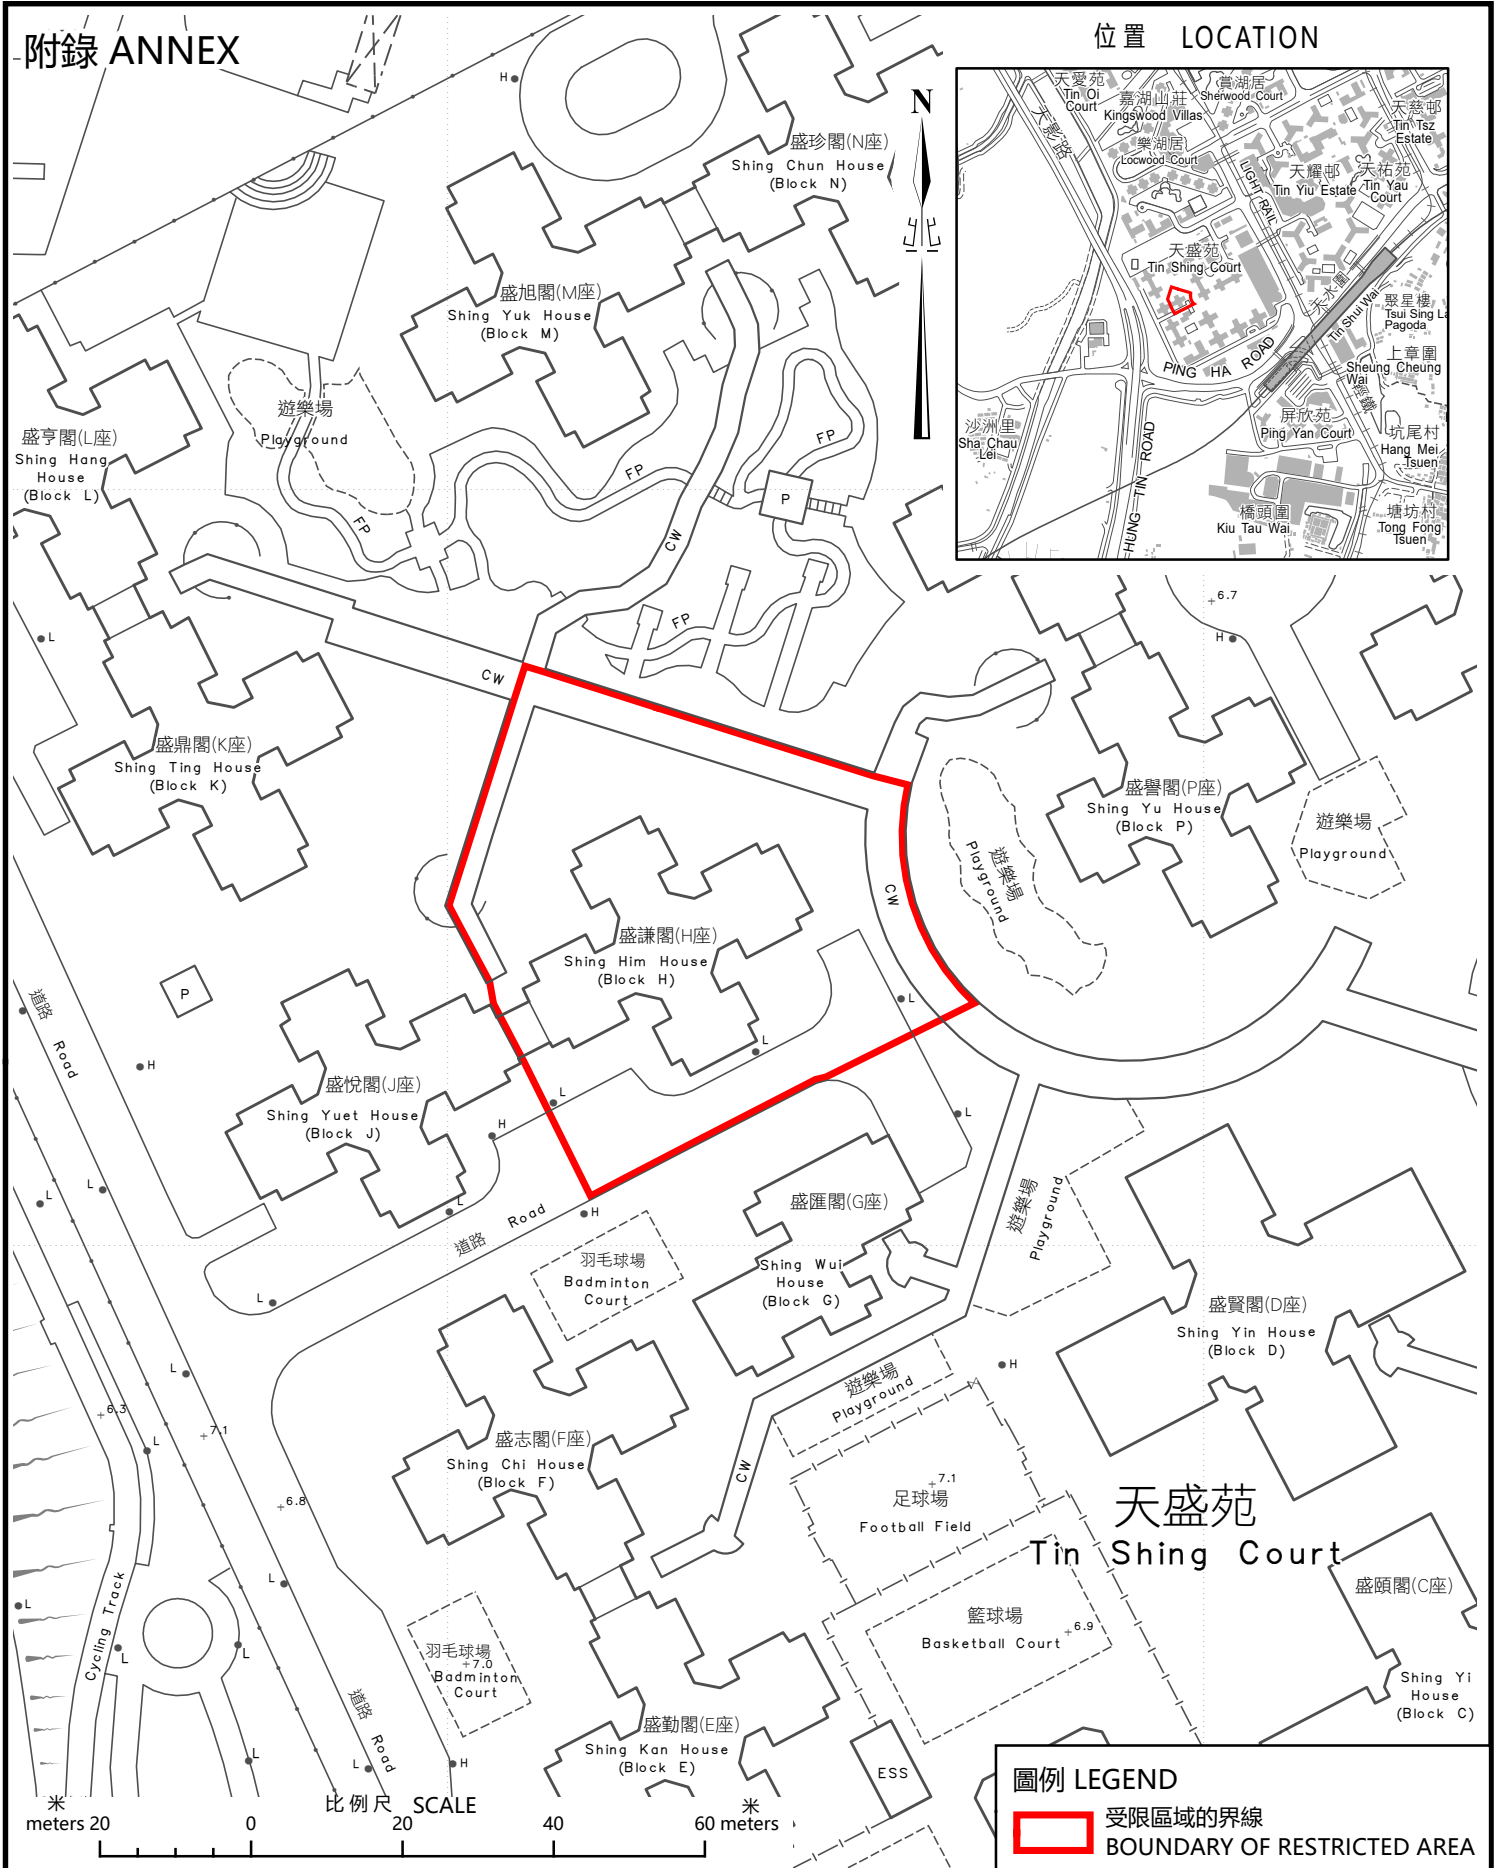 附錄 ANNEX
位置 LOCATION
天愛苑
Tin Oi
Court
天影路
嘉湖山莊
Kingswood Villas
賞湖居
Sherwood Court
天慈邨
Tin Tsz
Estate
樂湖居
Locwood Court
LIGHT RAIL
天耀邨
Tin Yiu Estate
天祐苑
Tin Yau
Court
天盛苑
Tin Shing Court
天水圍
Tin Shui Wai
聚星樓
Tsui Sing La
Pagoda
上章圍
Sheung Cheung
Wai
PING HA ROAD
輕鐵
屏欣苑
Ping Yan Court
坑尾村
Hang Mei
Tsuen
沙洲里
Sha Chau
Lei
HUNG TIN ROAD
橋頭圍
Kiu Tau Wai
塘坊村
Tong Fong
Tsuen
N
H
盛珍閣(N座)
Shing Chun House
(Block N)
盛旭閣(M座)
Shing Yuk House
(Block M)
遊樂場
Playground
盛亨閣(L座)
Shing Hang
House
(Block L)
FP
FP
FP
P
CW
FP
CW
L
+6.7
H
盛鼎閣(K座)
Shing Ting House
(Block K)
盛譽閣(P座)
Shing Yu House
(Block P)
遊樂場
Playground
遊樂場
Playground
CW
盛謙閣(H座)
Shing Him House
(Block H)
P
道路
Road
H
L
L
L
L
H
盛悅閣(J座)
Shing Yuet House
(Block J)
L
L
L
H
道路 Road
盛匯閣(G座)
Shing Wui
House
(Block G)
遊樂場
Playground
羽毛球場
Badminton
Court
L
盛賢閣(D座)
Shing Yin House
(Block D)
H
L
遊樂場
Playground
+6.3
+7.1
L
盛志閣(F座)
Shing Chi House
(Block F)
CW
+7.1
足球場
Football Field
+6.8
天盛苑
Tin Shing Court
L
L
Cycling Track
盛頤閣(C座)
籃球場
Basketball Court
+6.9
L
L
羽毛球場
+7.0
Badminton
Court
Shing Yi
House
(Block C)
道路
Road
盛勤閣(E座)
Shing Kan House
(Block E)
L
L
H
ESS
圖例 LEGEND
受限區域的界線
BOUNDARY OF RESTRICTED AREA
比例尺 SCALE
米
meters 20 0 20 40 60 meters
米